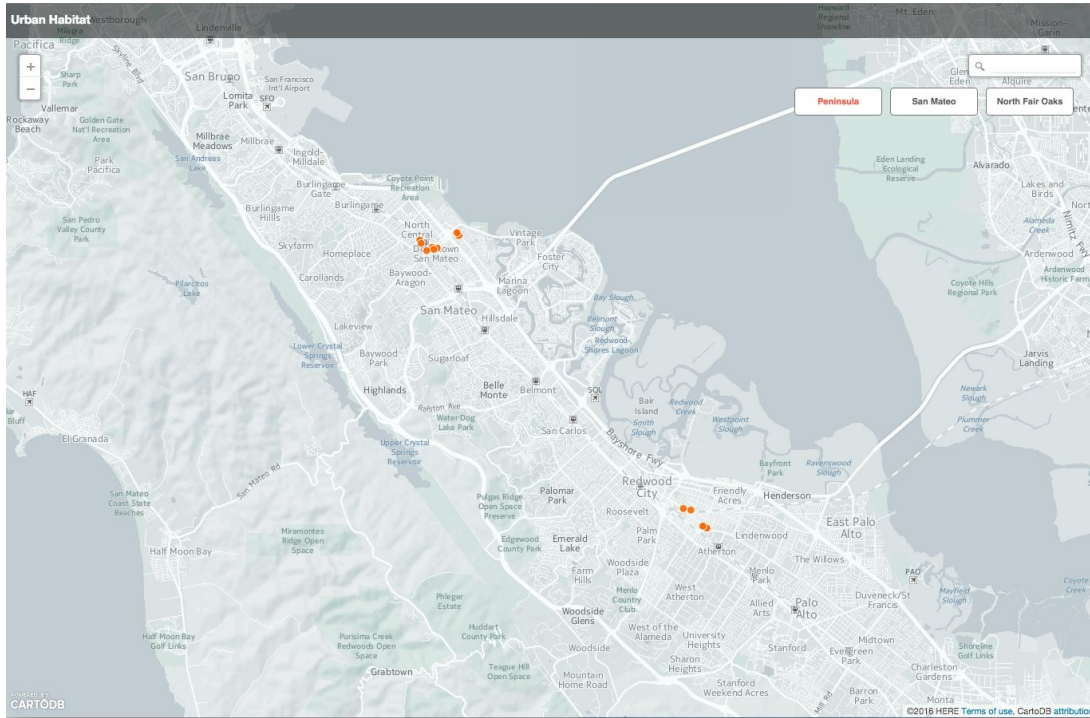 Urban Habitat
Westborough
Lindenville
Hayward
Regional
Shoreline
Mt. Eden
Mission-
Garin
Milagra
Ridge
Pacifica
Skyline Blvd
San Bruno
San Francisco
Int'l Airport
Sharp
Park
Lomita
Park
SFO
Eden
Alquire
Peninsula
San Mateo
North Fair Oaks
Vallemar
Rockaway
Beach
Golden Gate
Nat'l Recreation
Area
Millbrae
Meadows
Millbrae
Ingold-
Milldale
Park
Pacifica
San Andreas
Lake
Eden Landing
Ecological
Reserve
Alvarado
Burlingame
Gate
Coyote Point
Recreation
Area
Lakes and
Birds
Burlingame
Hills
Burlingame
San Pedro
Valley County
Park
North
Central
Vintage
Park
Alameda
Creek
Nimitz Fwy
Skyfarm
Homeplace
San Mateo
Foster
City
Ardenwood
Ardenwood
Historic Farm
Carollands
Baywood-
Aragon
Marina
Lagoon
Coyote Hills
Regional Park
Pilarcitos
Lake
Bay Slough
San Mateo
Hillsdale
Belmont
Slough
Redwood
Shores Lagoon
Lakeview
Lower Crystal
Springs
Reservoir
Baywood
Park
Sugarloaf
Jarvis
Landing
Highlands
Belle
Monte
Belmont
SQL
Newark
Slough
HAF
Bluff
Ralston Ave
Water Dog
Lake Park
Bair
Island
Redwood
Creek
Smith
Slough
Westpoint
Slough
Plummer
Creek
El Granada
San Carlos
Upper Crystal
Springs
Reservoir
Bayshore Fwy
San Mateo Rd
Bayfront
Park
Ravenswood
Slough
San Mateo
Coast State
Beaches
Pulgas Ridge
Open Space
Preserve
Palomar
Park
Redwood
City
Friendly
Acres
Henderson
Roosevelt
East Palo
Alto
Miramontes
Ridge Open
Space
Edgewood
County Park
Emerald
Lake
Palm
Park
Lindenwood
Half Moon Bay
Atherton
The Willows
Farm
Hills
Woodside
Plaza
Menlo
Park
PAO
Phleger
Estate
Menlo
Country
Club
West
Atherton
Allied
Arts
Palo
Alto
Duveneck/St
Francis
Mayfield
Slough
Coyote
Creek
Woodside
Glens
Half Moon Bay
Golf Links
Purisima Creek
Redwoods Open
Space
Huddart
County Park
West of the
Alameda
University
Heights
Midtown
Woodside
Stanford
Evergreen
Park
Shoreline
Golf Links
Grabtown
Teague Hill
Open Space
Mountain
Home Road
Sharon
Heights
Charleston
Gardens
Stanford
Weekend Acres
Barron
Park
Monta
POWERED BY
CARTODB
©2016 HERE Terms of use, CartoDB attribution